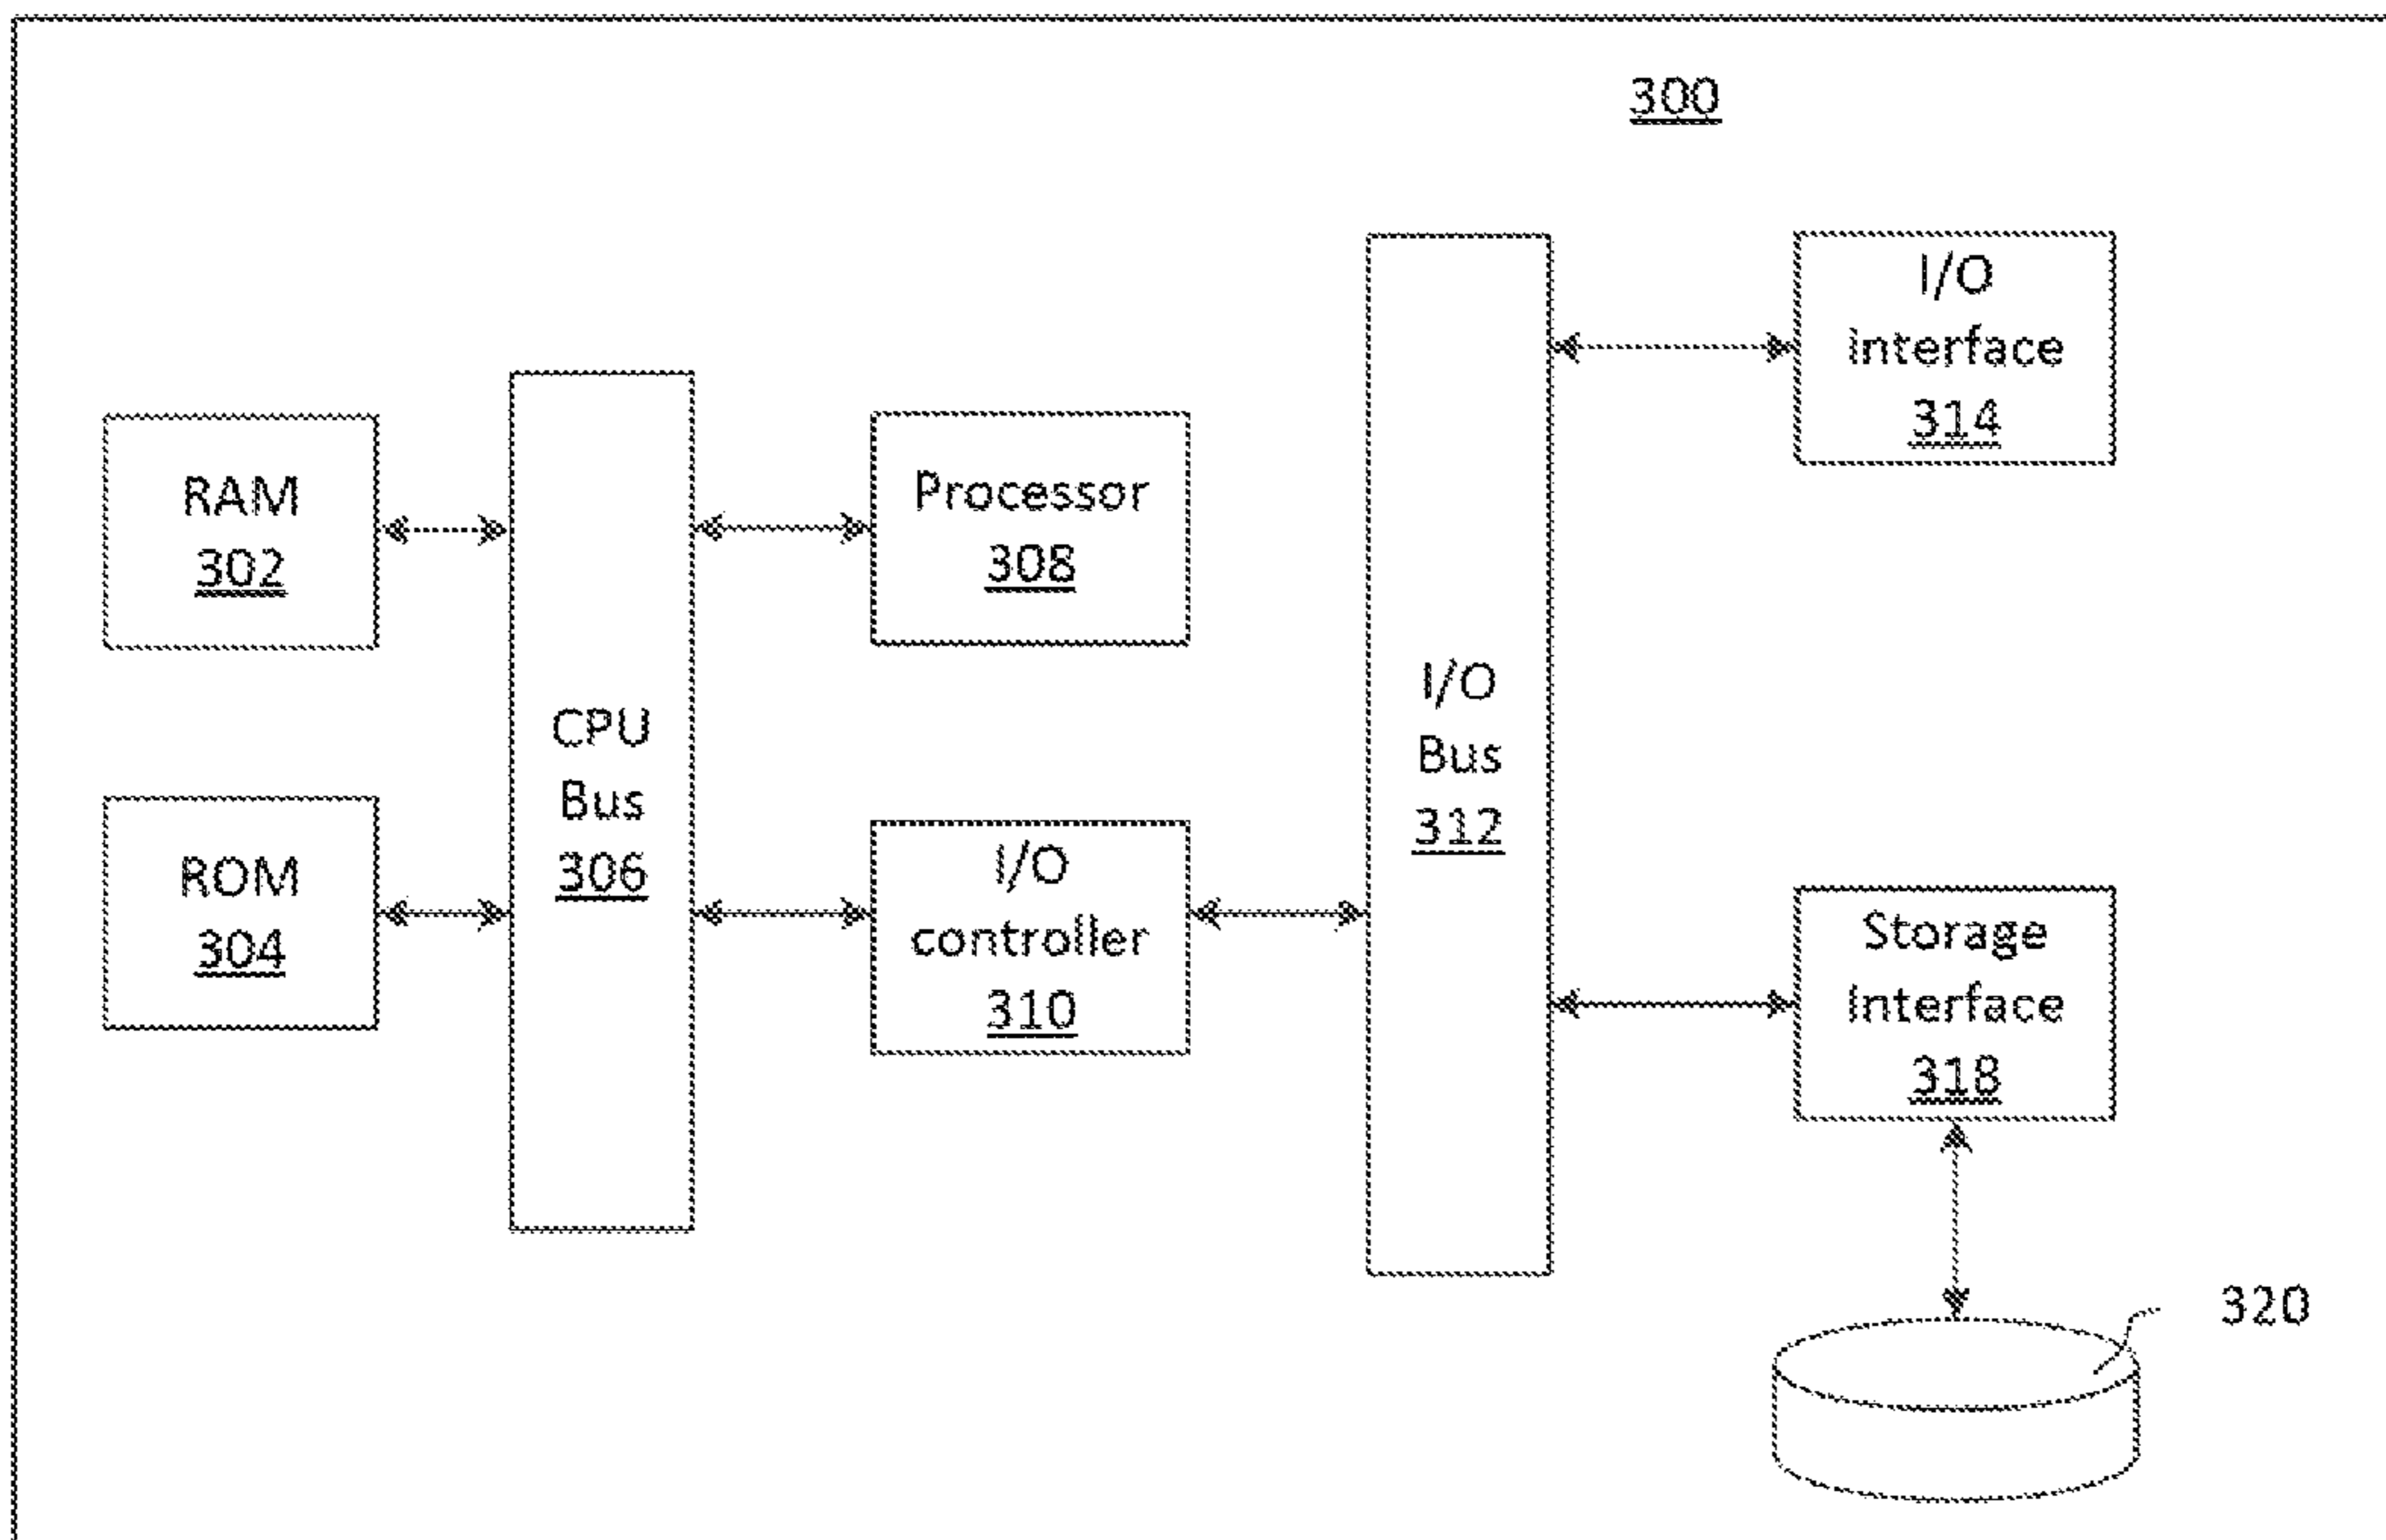 300
RAM
302
ROM
304
CPU
Bus
306
Processor
308
I/O
controller
310
I/O
Bus
312
I/O
interface
314
Storage
Interface
318
320